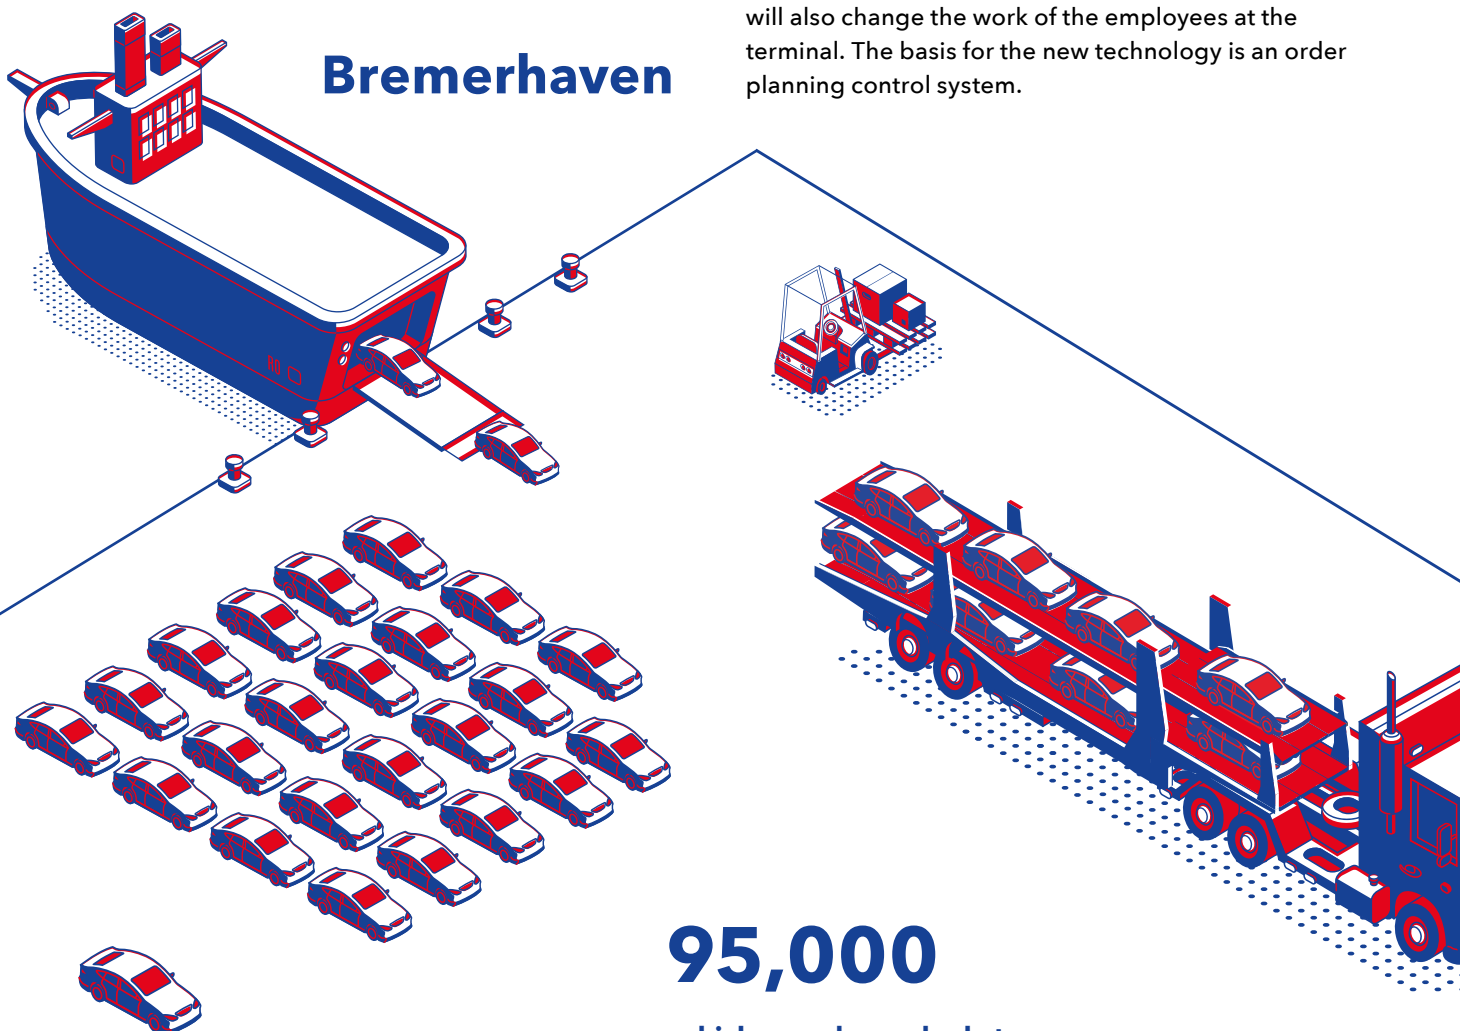 will also change the work of the employees at the
terminal. The basis for the new technology is an order
planning control system.
Bremerhaven
RO
95,000